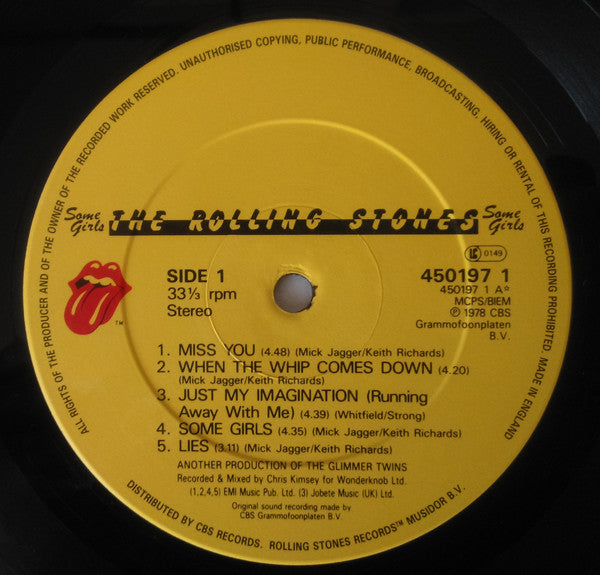 ALL RIGHTS OF THE PRODUCER AND OF THE OWNER OF THE RECORDED WORK RESERVED. UNAUTHORISED COPYING, PUBLIC PERFORMANCE, BROADCASTING, HIRING OR RENTAL OF THIS RECORDING PROHIBITED. MADE IN ENGLAND
Some Girls
THE ROLLING STONES
Some Girls
SIDE 1
33⅓ rpm
Stereo
LC 0149
450197 1
450197 1 A☆
MCPS/BIEM
℗ 1978 CBS
Grammofoonplaten
B.V.
TM
1. MISS YOU (4.48) (Mick Jagger/Keith Richards)
2. WHEN THE WHIP COMES DOWN (4.20)
(Mick Jagger/Keith Richards)
3. JUST MY IMAGINATION (Running
Away With Me) (4.39) (Whitfield/Strong)
4. SOME GIRLS (4.35) (Mick Jagger/Keith Richards)
5. LIES (3.11) (Mick Jagger/Keith Richards)
ANOTHER PRODUCTION OF THE GLIMMER TWINS
Recorded & Mixed by Chris Kimsey for Wonderknob Ltd.
(1,2,4,5) EMI Music Pub. Ltd. (3) Jobete Music (UK) Ltd.
Original sound recording made by
CBS Grammofoonplaten B.V.
DISTRIBUTED BY CBS RECORDS. ROLLING STONES RECORDS™ MUSIDOR B.V.